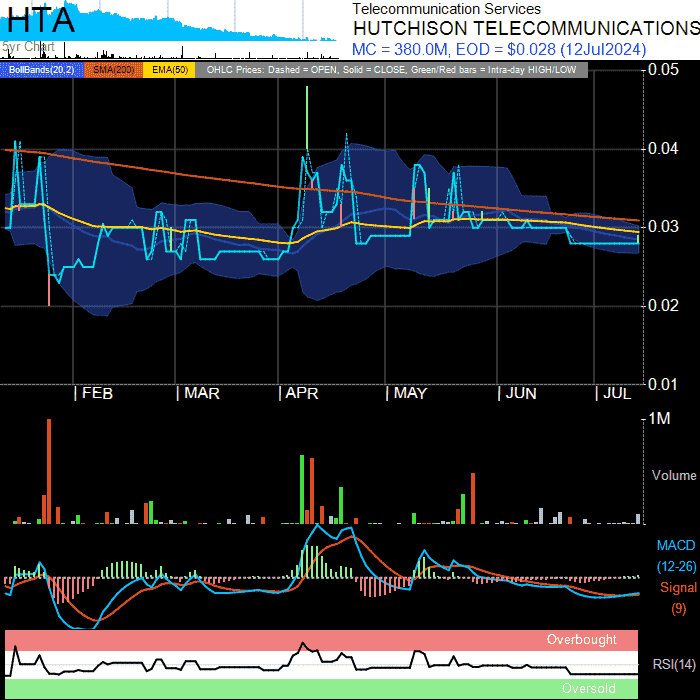 HTA
Telecommunication Services
HUTCHISON TELECOMMUNICATIONS
5yr Chart
MC = 380.0M, EOD = $0.028 (12Jul2024)
BollBands(20,2) SMA(200) EMA(50) OHLC Prices: Dashed = OPEN, Solid = CLOSE, Green/Red bars = Intra-day HIGH/LOW
0.05
0.04
0.03
0.02
0.01
| FEB | MAR | APR | MAY | JUN | JUL
1M
Volume
MACD
(12-26)
Signal
(9)
Overbought
RSI(14)
Oversold